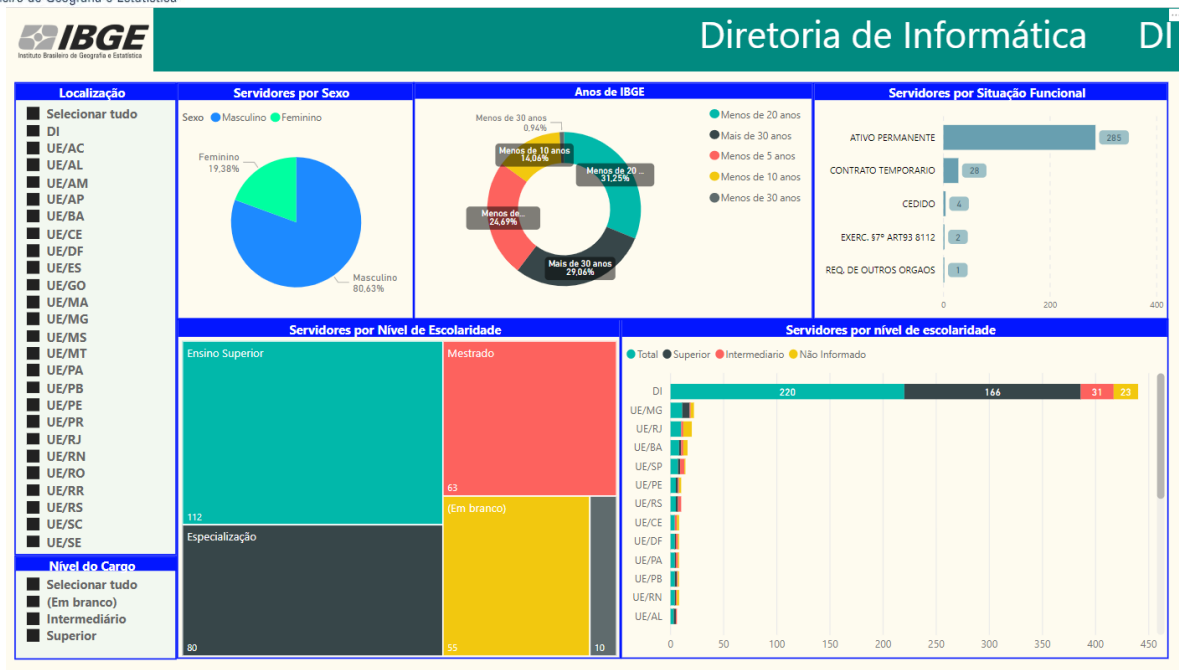 IBGE
Instituto Brasileiro de Geografia e Estatística
Diretoria de Informática DI
Localização
Selecionar tudo
DI
UE/AC
UE/AL
UE/AM
UE/AP
UE/BA
UE/CE
UE/DF
UE/ES
UE/GO
UE/MA
UE/MG
UE/MS
UE/MT
UE/PA
UE/PB
UE/PE
UE/PR
UE/RJ
UE/RN
UE/RO
UE/RR
UE/RS
UE/SC
UE/SE
Nível do Cargo
Selecionar tudo
(Em branco)
Intermediário
Superior
Servidores por Sexo
Sexo Masculino Feminino
Feminino
19,38%
Masculino
80,63%
Anos de IBGE
Menos de 30 anos
0,94%
Menos de 10 anos
14,06%
Menos de 20 ...
31,25%
Menos de...
24,69%
Mais de 30 anos
29,06%
Menos de 20 anos
Mais de 30 anos
Menos de 5 anos
Menos de 10 anos
Menos de 30 anos
Servidores por Situação Funcional
ATIVO PERMANENTE 285
CONTRATO TEMPORARIO 28
CEDIDO 4
EXERC. §7º ART93 8112 2
REQ. DE OUTROS ORGAOS 1
0 200 400
Servidores por Nível de Escolaridade
Ensino Superior
112
Especialização
80
Mestrado
63
(Em branco)
55
10
Servidores por nível de escolaridade
Total Superior Intermediario Não Informado
DI 220 166 31 23
UE/MG
UE/RJ
UE/BA
UE/SP
UE/PE
UE/RS
UE/CE
UE/DF
UE/PA
UE/PB
UE/RN
UE/AL
0 50 100 150 200 250 300 350 400 450